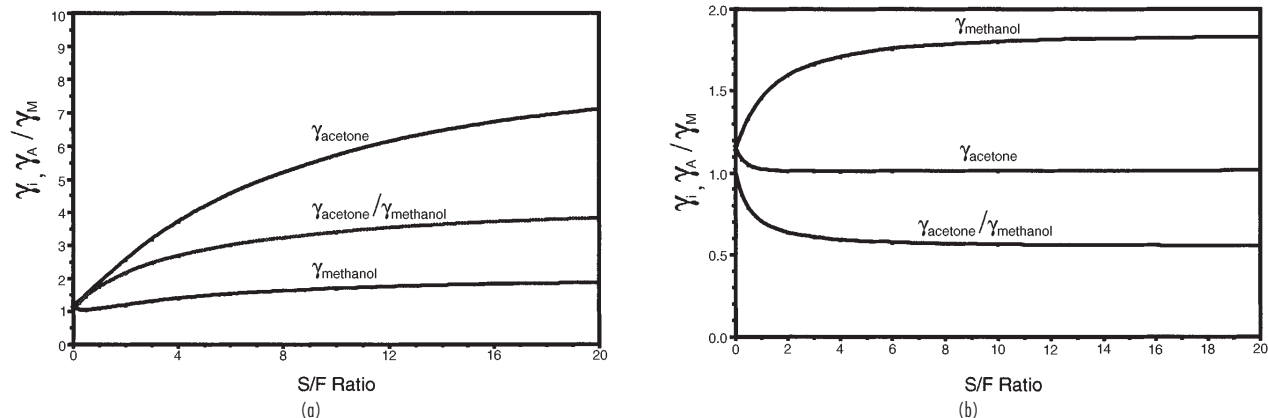 10
9
8
7
6
5
4
3
2
1
0
γi, γA / γM
γacetone
γacetone/γmethanol
γmethanol
0 4 8 12 16 20
S/F Ratio
(a)
2.0
1.5
1.0
0.5
0.0
γi, γA / γM
γmethanol
γacetone
γacetone/γmethanol
0 2 4 6 8 10 12 14 16 18 20
S/F Ratio
(b)